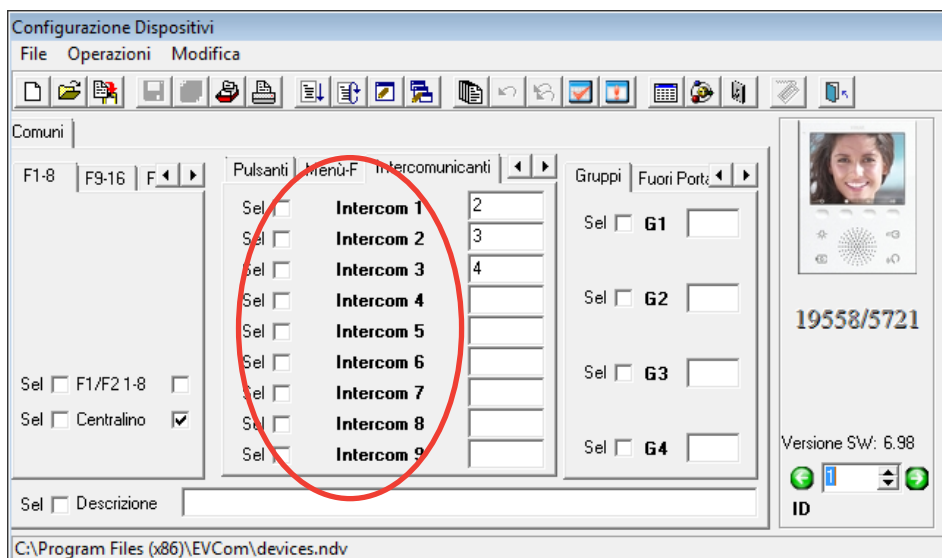 Configurazione Dispositivi
File Operazioni Modifica
Comuni
F1-8 F9-16 F
Pulsanti Menù-F Intercomunicanti
Gruppi Fuori Porta
Sel Intercom 1 2
Sel Intercom 2 3
Sel Intercom 3 4
Sel Intercom 4
Sel Intercom 5
Sel Intercom 6
Sel Intercom 7
Sel Intercom 8
Sel Intercom 9
Sel G1
Sel G2
Sel G3
Sel G4
Sel F1/F2 1-8
Sel Centralino
Sel Descrizione
19558/5721
Versione SW: 6.98
1
ID
C:\Program Files (x86)\EVCom\devices.ndv